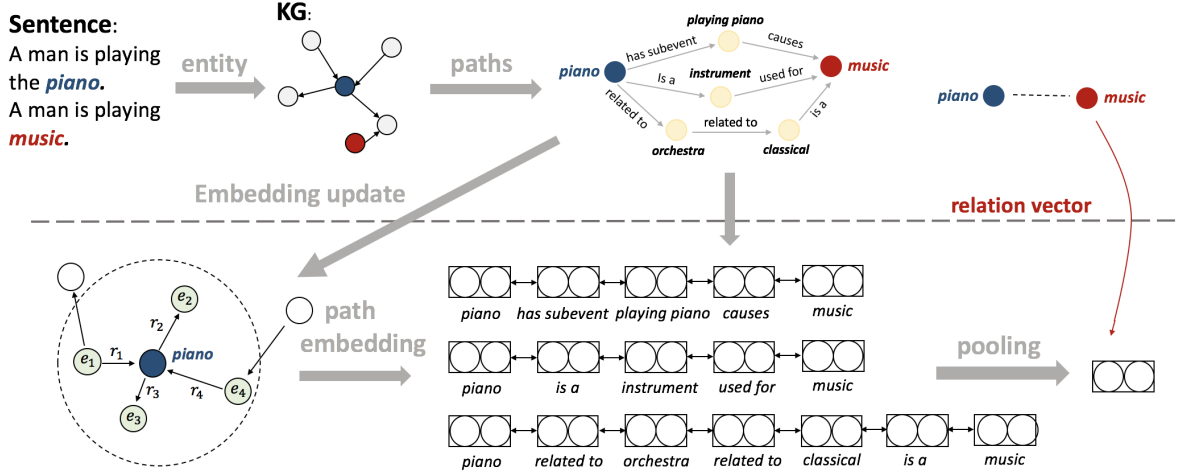 Sentence:
A man is playing
the piano.
A man is playing
music.
entity
KG:
paths
playing piano
has subevent
causes
piano
Is a
instrument
used for
music
related to
related to
is a
orchestra
classical
piano
music
Embedding update
relation vector
e2
r2
e1
r1
piano
r3
r4
e4
e3
path
embedding
piano has subevent playing piano causes music
piano is a instrument used for music
piano related to orchestra related to classical is a music
pooling